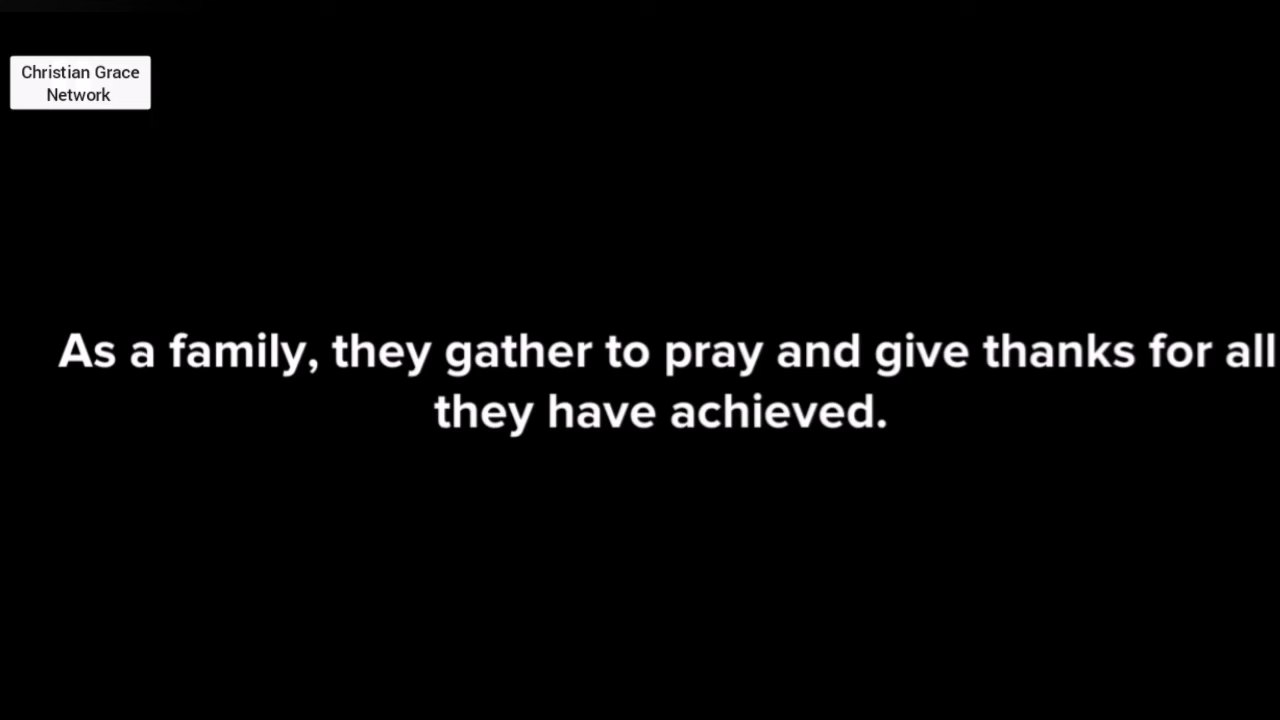 Christian Grace
Network
As a family, they gather to pray and give thanks for all
they have achieved.